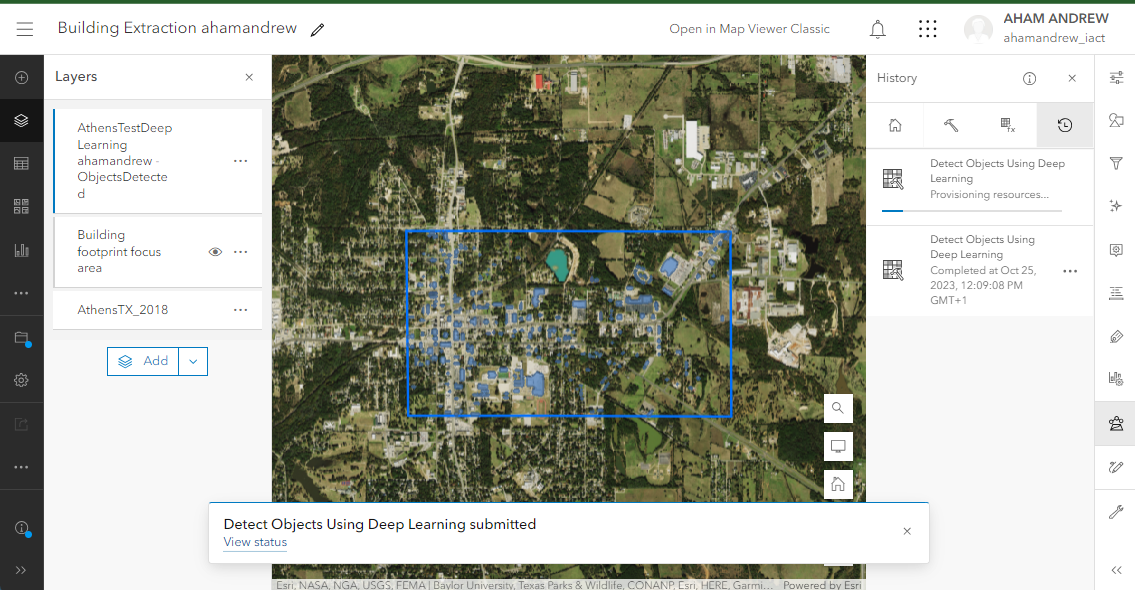 Building Extraction ahamandrew
Open in Map Viewer Classic
AHAM ANDREW
ahamandrew_iact
Layers
AthensTestDeep
Learning
ahamandrew -
ObjectsDetecte
d
Building
footprint focus
area
AthensTX_2018
Add
History
Detect Objects Using Deep
Learning
Provisioning resources...
Detect Objects Using
Deep Learning
Completed at Oct 25,
2023, 12:09:08 PM
GMT+1
Detect Objects Using Deep Learning submitted
View status
Esri, NASA, NGA, USGS, FEMA | Baylor University, Texas Parks & Wildlife, CONANP, Esri, HERE, Garmi...
Powered by Esri